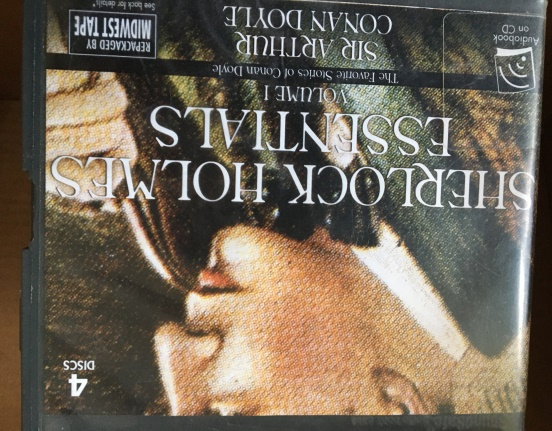 4
DISCS
SHERLOCK HOLMES
ESSENTIALS
VOLUME I
The Favorite Stories of Conan Doyle
SIR ARTHUR
CONAN DOYLE
Audiobook
on CD
REPACKAGED BY
MIDWEST TAPE
See back for details*